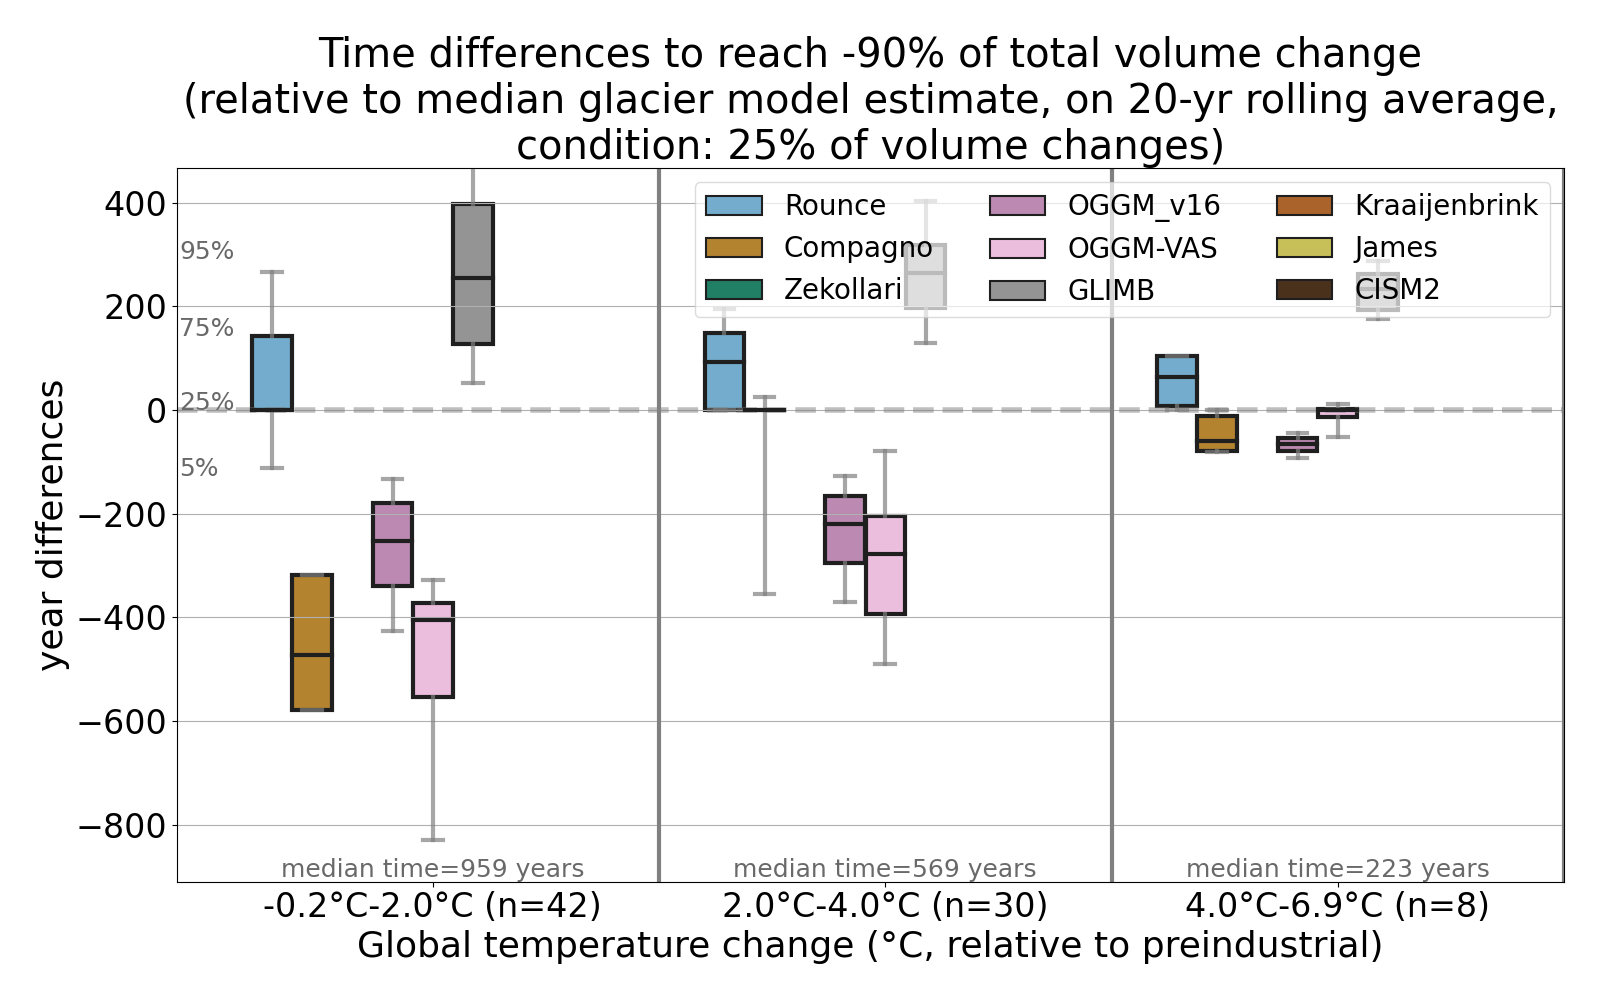 Time differences to reach -90% of total volume change
(relative to median glacier model estimate, on 20-yr rolling average,
condition: 25% of volume changes)
year differences
400
200
0
−200
−400
−600
−800
95%
75%
25%
5%
Rounce
Compagno
Zekollari
OGGM_v16
OGGM-VAS
GLIMB
Kraaijenbrink
James
CISM2
median time=959 years
median time=569 years
median time=223 years
-0.2°C-2.0°C (n=42)
2.0°C-4.0°C (n=30)
4.0°C-6.9°C (n=8)
Global temperature change (°C, relative to preindustrial)